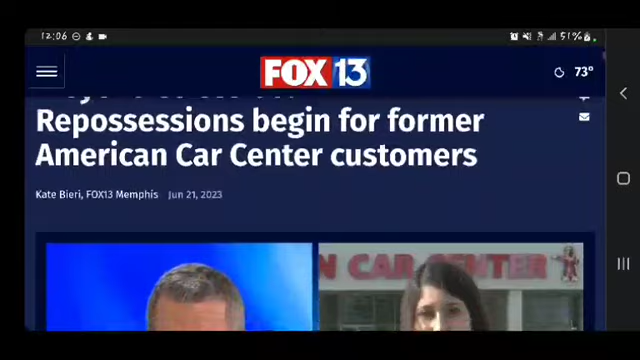 12:06
51%
FOX 13
73°
Repossessions begin for former
American Car Center customers
Kate Bieri, FOX13 Memphis Jun 21, 2023
N CAR CENTER